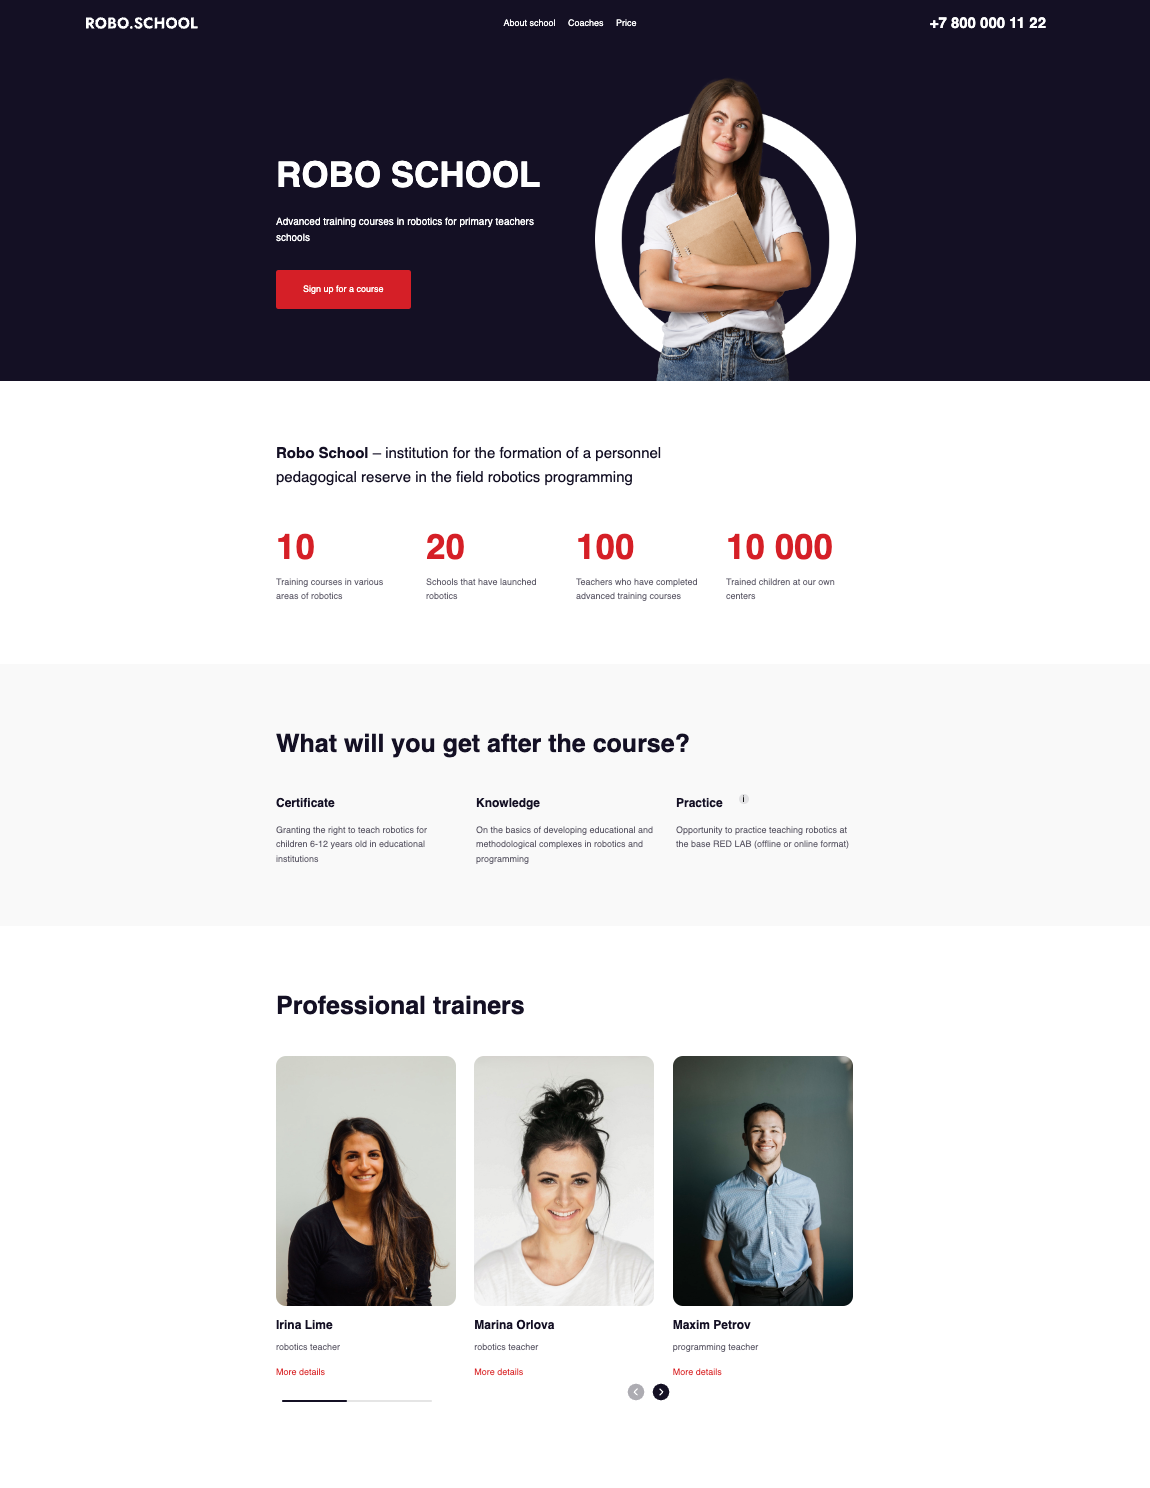 ROBO.SCHOOL
About school Coaches Price
+7 800 000 11 22
ROBO SCHOOL
Advanced training courses in robotics for primary teachers
schools
Sign up for a course
Robo School – institution for the formation of a personnel
pedagogical reserve in the field robotics programming
10
Training courses in various
areas of robotics
20
Schools that have launched
robotics
100
Teachers who have completed
advanced training courses
10 000
Trained children at our own
centers
What will you get after the course?
Certificate
Granting the right to teach robotics for
children 6-12 years old in educational
institutions
Knowledge
On the basics of developing educational and
methodological complexes in robotics and
programming
Practice i
Opportunity to practice teaching robotics at
the base RED LAB (offline or online format)
Professional trainers
Irina Lime
robotics teacher
More details
Marina Orlova
robotics teacher
More details
Maxim Petrov
programming teacher
More details